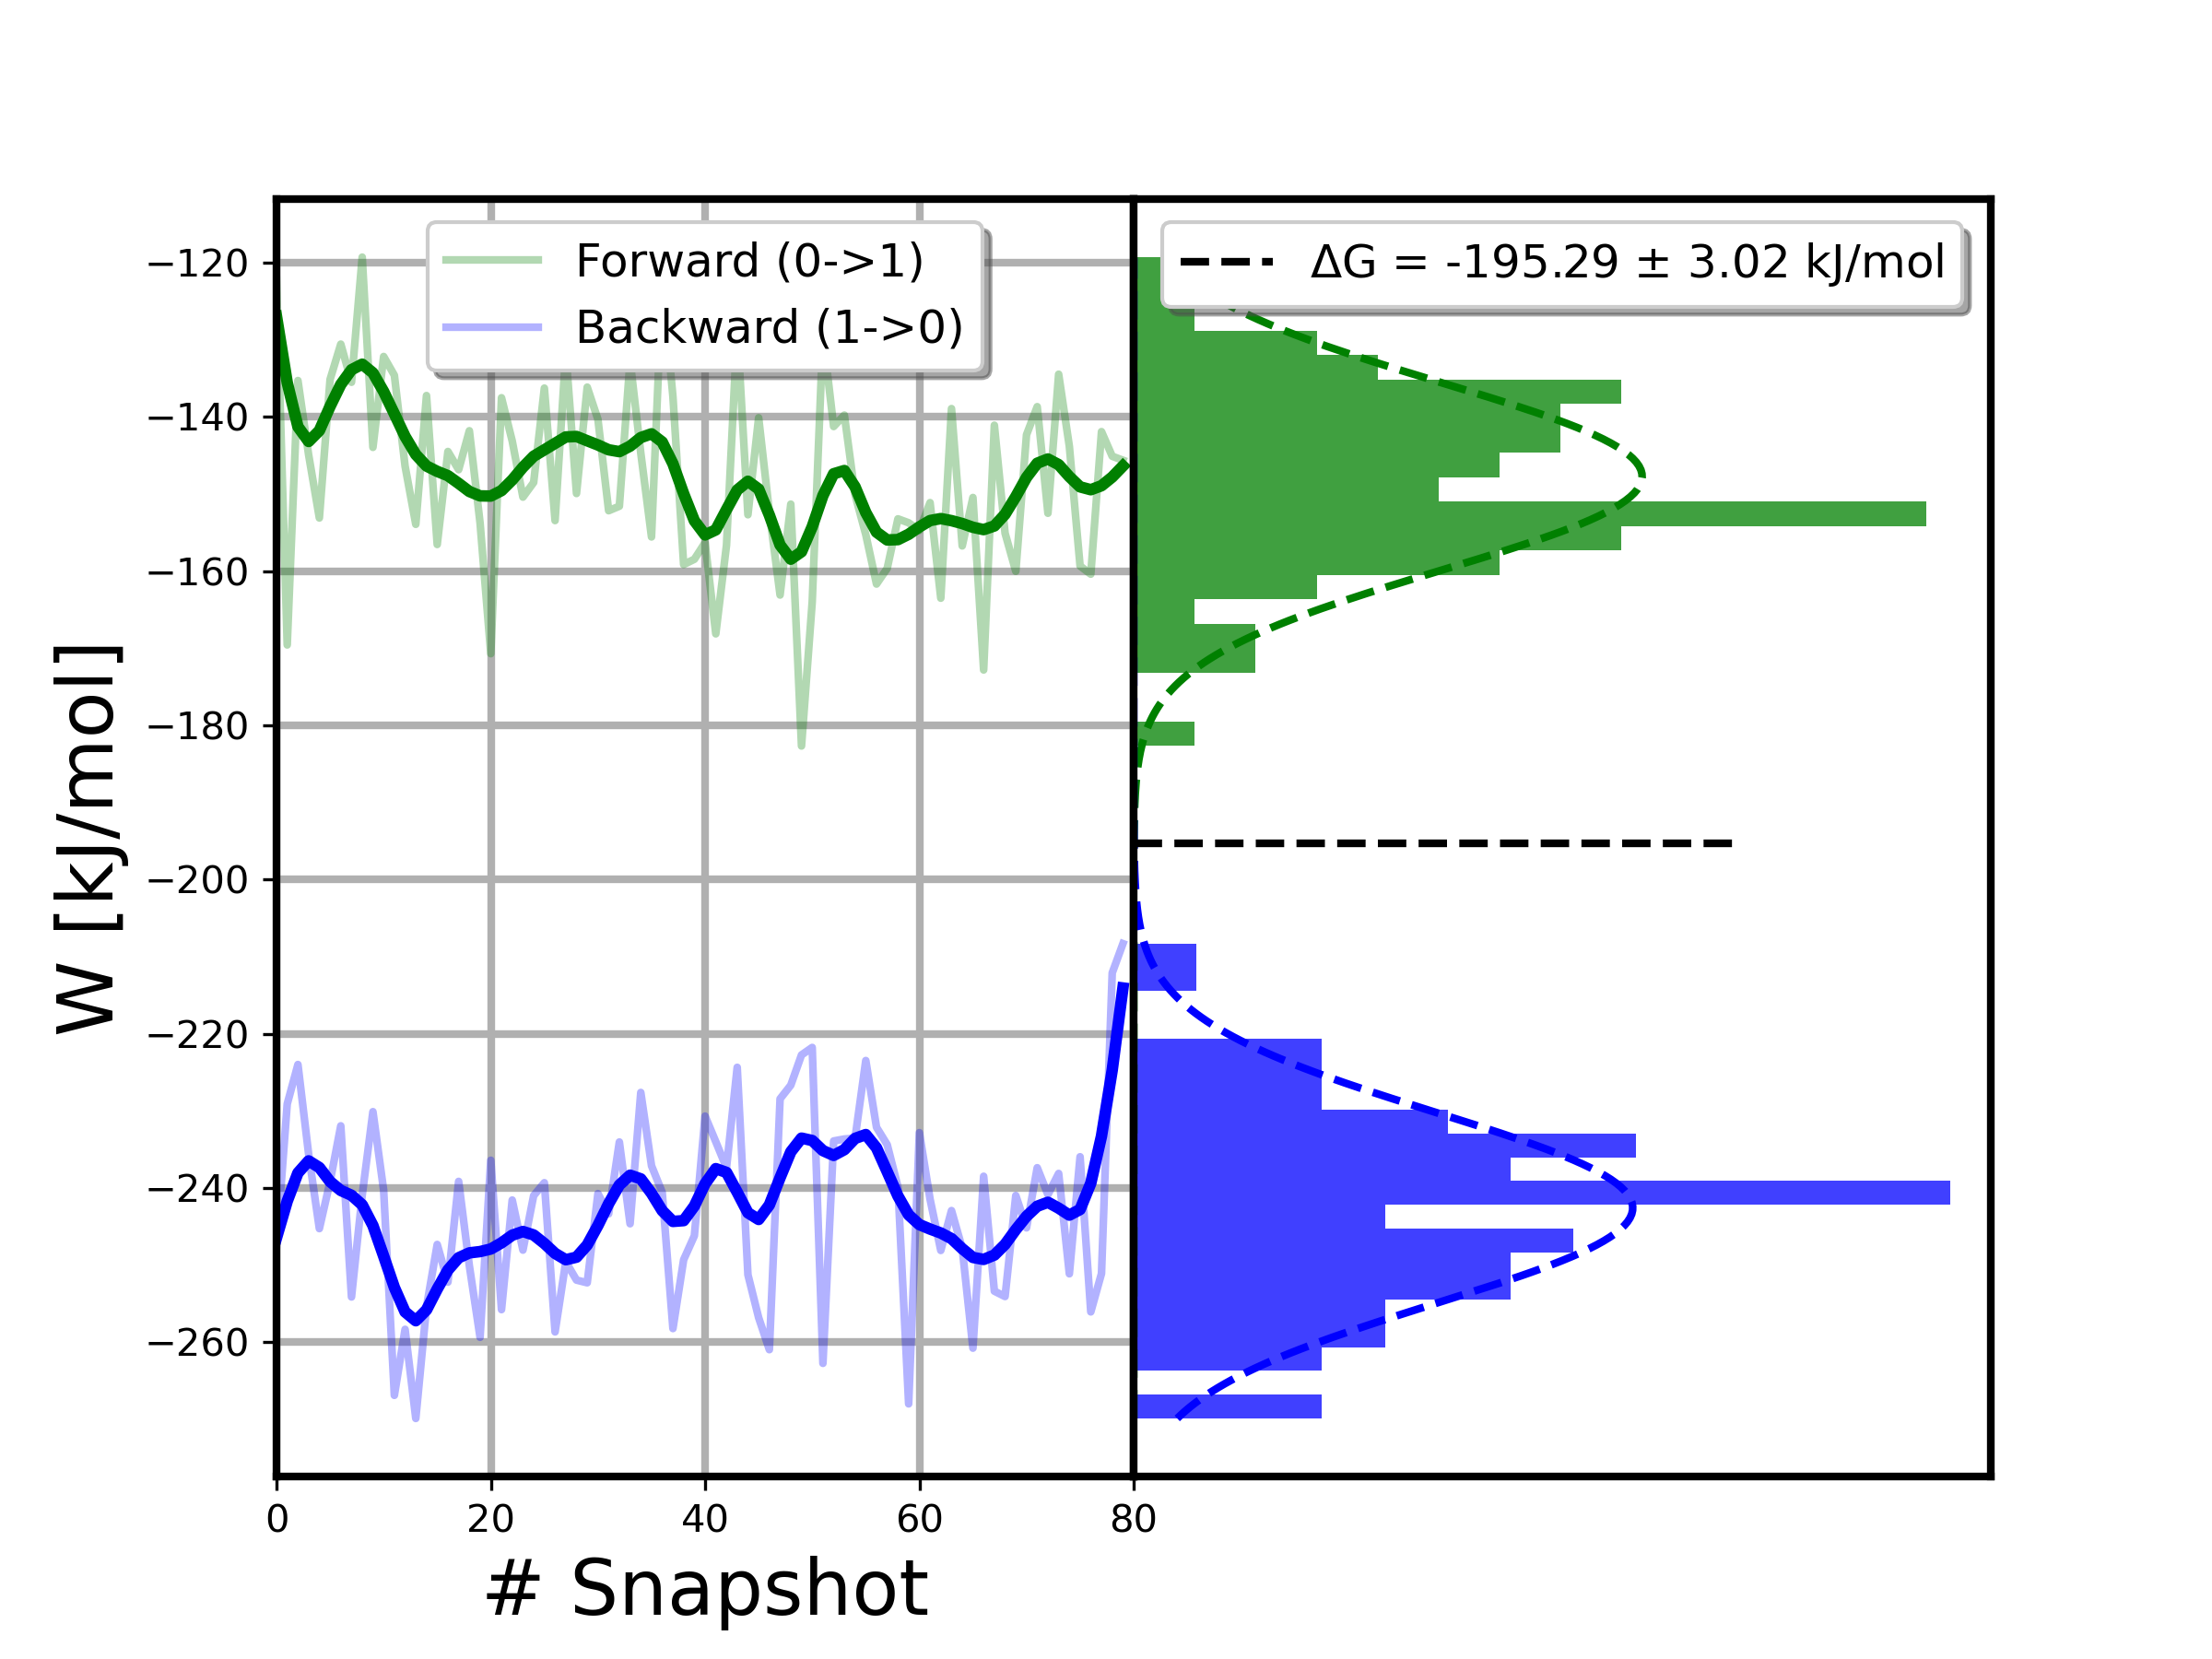 Forward (0->1)
Backward (1->0)
ΔG = -195.29 ± 3.02 kJ/mol
W [kJ/mol]
−120
−140
−160
−180
−200
−220
−240
−260
0 20 40 60 80
# Snapshot